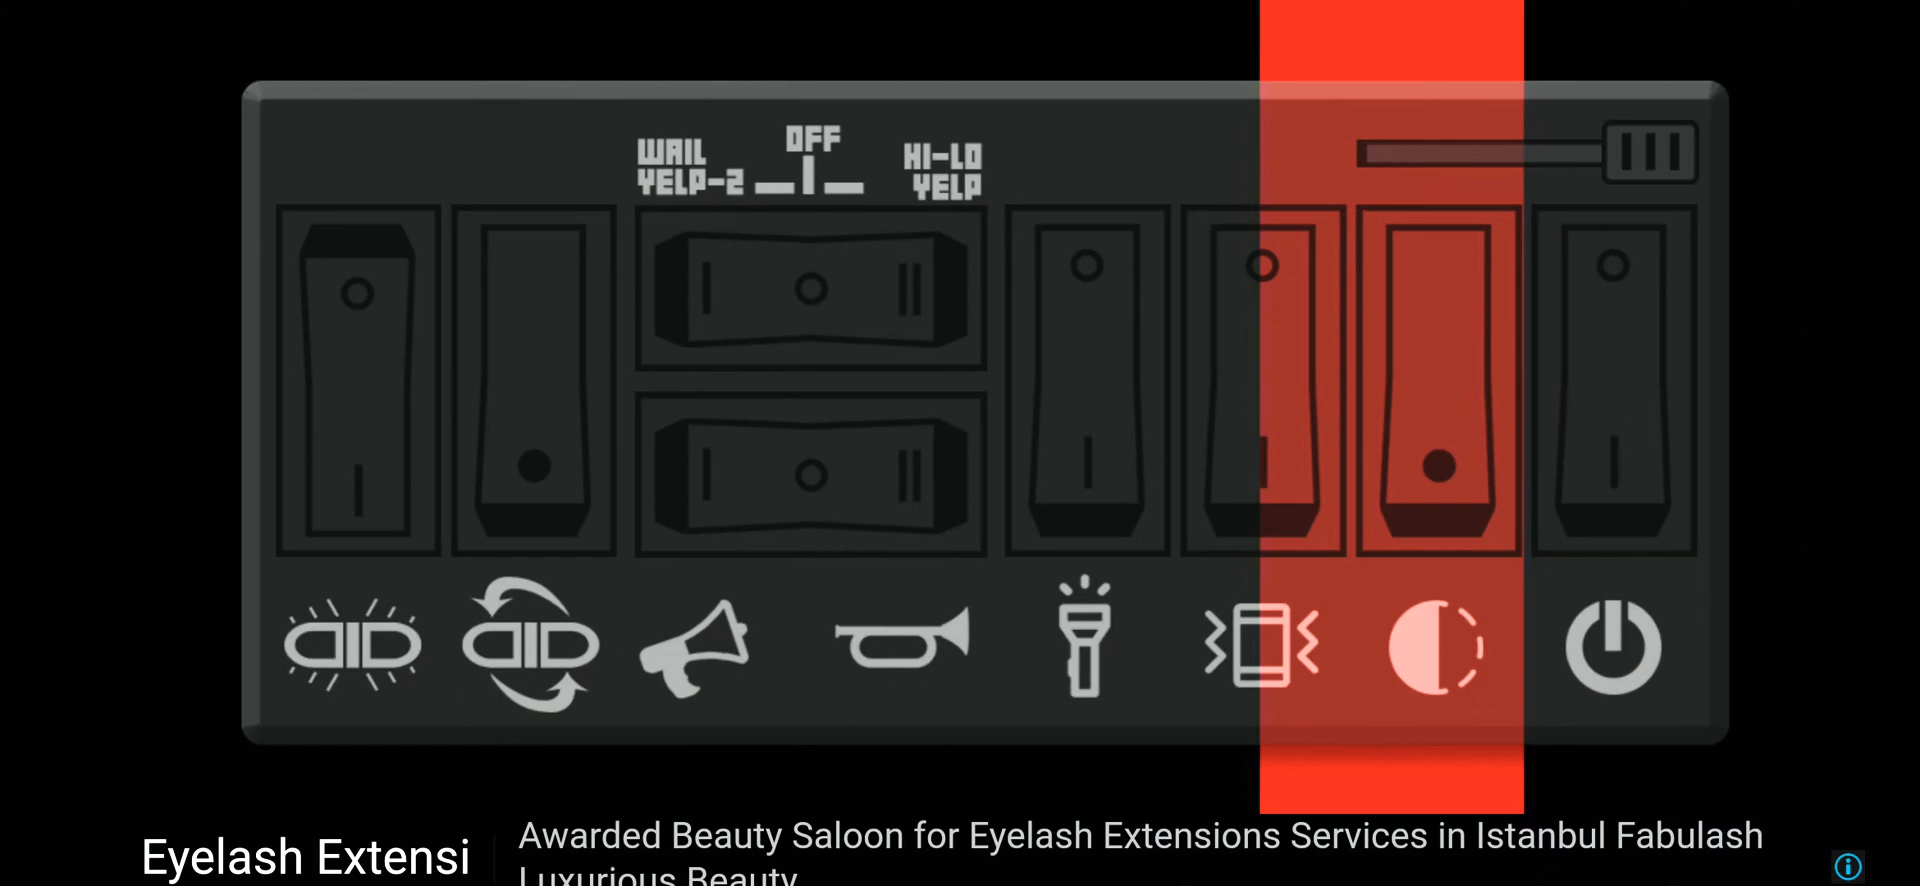 OFF
WAIL
YELP-2
HI-LO
YELP
Eyelash Extensi
Awarded Beauty Saloon for Eyelash Extensions Services in Istanbul Fabulash
Luxurious Beauty